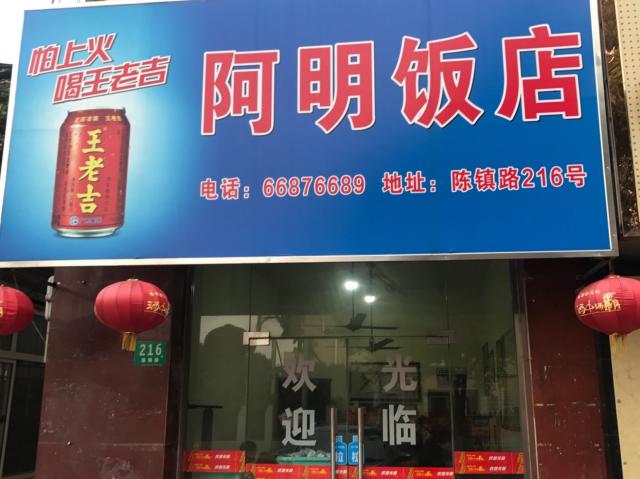 怕上火
喝王老吉
王老吉
阿明饭店
电话：66876689 地址：陈镇路216号
216
欢迎
光临